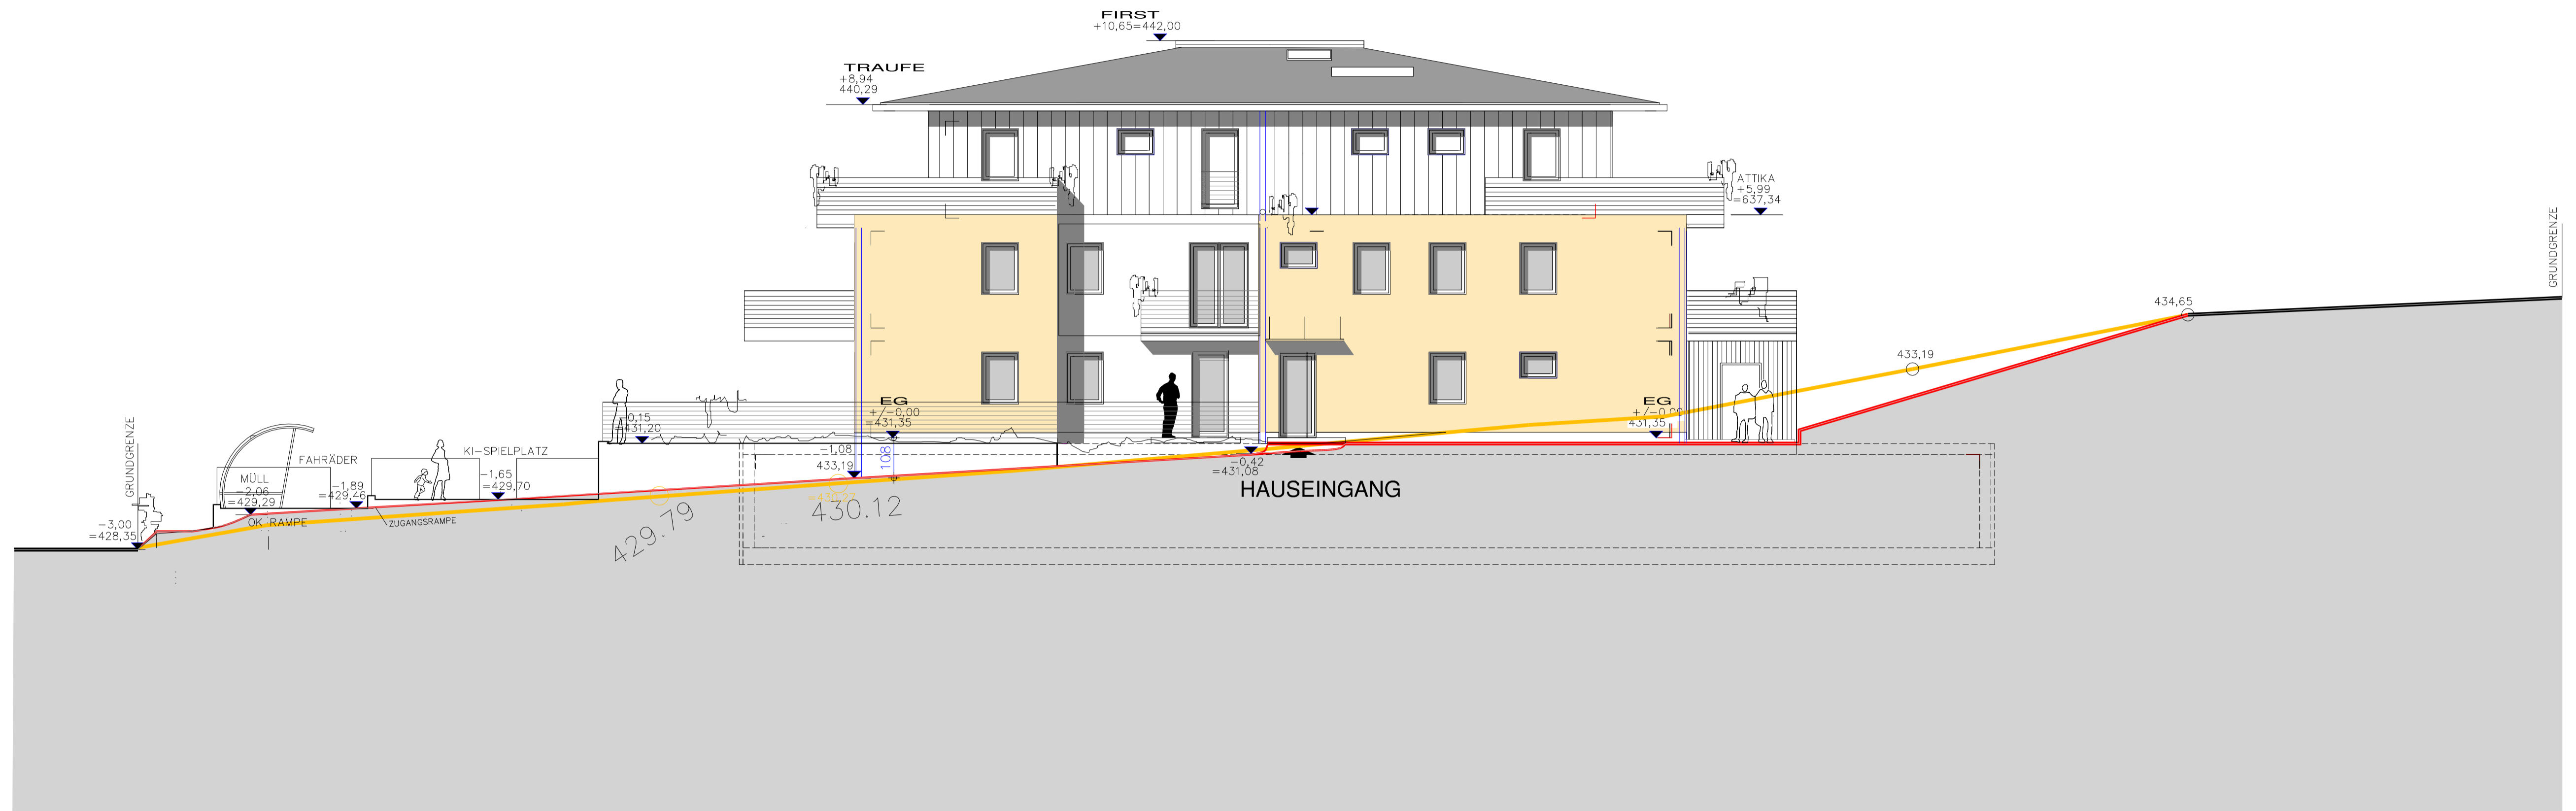 FIRST
+10,65=442,00
TRAUFE
+8,94
440,29
ATTIKA
+5,99
=637,34
GRUNDGRENZE
434,65
433,19
EG
+/-0,00
=431,35
EG
+/-0,00
431,35
-0,15
=431,20
GRUNDGRENZE
FAHRÄDER
KI-SPIELPLATZ
MÜLL
-2,06
=429,29
-1,89
=429,46
-1,65
=429,70
-1,08
433,19
108
-0,42
=431,08
HAUSEINGANG
430.12
429.79
OK RAMPE
ZUGANGSRAMPE
-3,00
=428,35